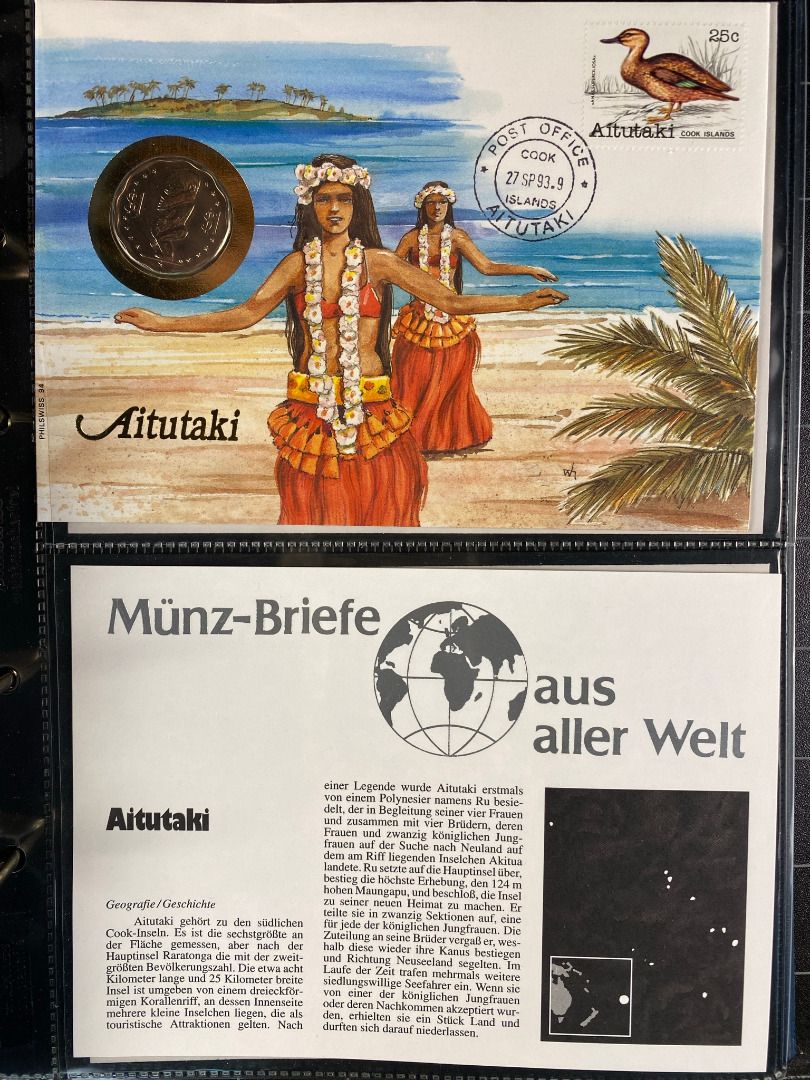 25c
ANAS SUPERCILIOSA
Aitutaki COOK ISLANDS
POST OFFICE
COOK
27 SP 93.9
ISLANDS
AITUTAKI
Aitutaki
PHILSWISS 94
Münz-Briefe
aus
aller Welt
Aitutaki
Geografie/Geschichte
Aitutaki gehört zu den südlichen
Cook-Inseln. Es ist die sechstgrößte an
der Fläche gemessen, aber nach der
Hauptinsel Raratonga die mit der zweit-
größten Bevölkerungszahl. Die etwa acht
Kilometer lange und 25 Kilometer breite
Insel ist umgeben von einem dreieckför-
migen Korallenriff, an dessen Innenseite
mehrere kleine Inselchen liegen, die als
touristische Attraktionen gelten. Nach
einer Legende wurde Aitutaki erstmals
von einem Polynesier namens Ru besie-
delt, der in Begleitung seiner vier Frauen
und zusammen mit vier Brüdern, deren
Frauen und zwanzig königlichen Jung-
frauen auf der Suche nach Neuland auf
dem am Riff liegenden Inselchen Akitua
landete. Ru setzte auf die Hauptinsel über,
bestieg die höchste Erhebung, den 124 m
hohen Maungapu, und beschloß, die Insel
zu seiner neuen Heimat zu machen. Er
teilte sie in zwanzig Sektionen auf, eine
für jede der königlichen Jungfrauen. Die
Zuteilung an seine Brüder vergaß er, wes-
halb diese wieder ihre Kanus bestiegen
und Richtung Neuseeland segelten. Im
Laufe der Zeit trafen mehrmals weitere
siedlungswillige Seefahrer ein. Wenn sie
von einer der königlichen Jungfrauen
oder deren Nachkommen akzeptiert wur-
den, erhielten sie ein Stück Land und
durften sich darauf niederlassen.